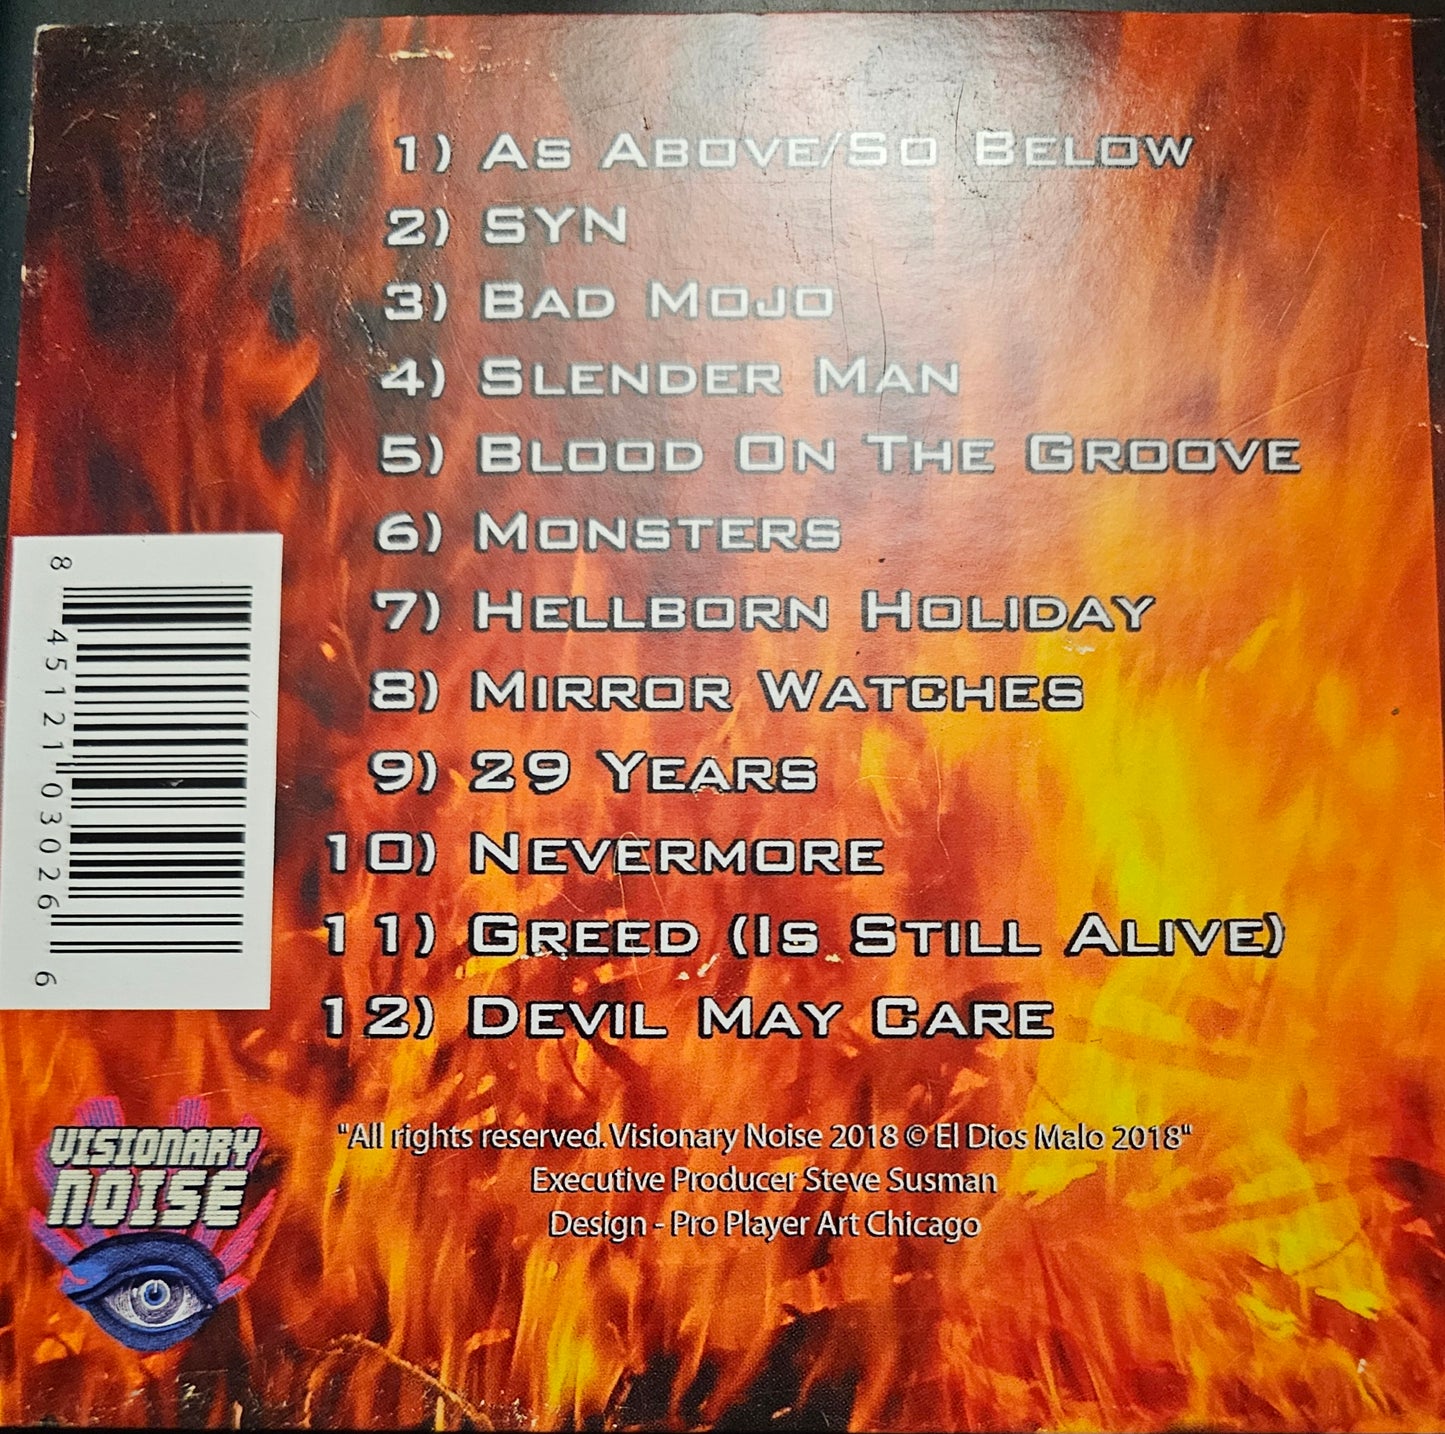 1) As Above/So Below
2) SYN
3) Bad Mojo
4) Slender Man
5) Blood On The Groove
6) Monsters
7) Hellborn Holiday
8) Mirror Watches
9) 29 Years
10) Nevermore
11) Greed (Is Still Alive)
12) Devil May Care
8 45121 03026 6
VISIONARY
NOISE
"All rights reserved. Visionary Noise 2018 © El Dios Malo 2018"
Executive Producer Steve Susman
Design - Pro Player Art Chicago